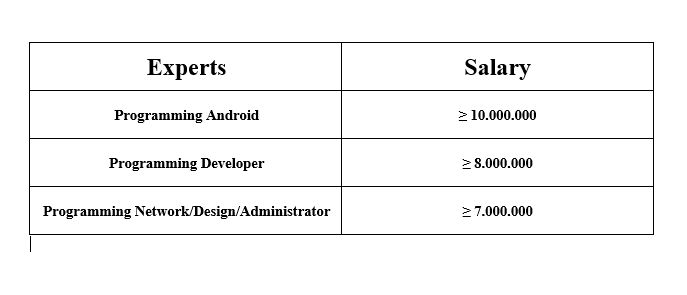 Experts Salary
Programming Android ≥ 10.000.000
Programming Developer ≥ 8.000.000
Programming Network/Design/Administrator ≥ 7.000.000